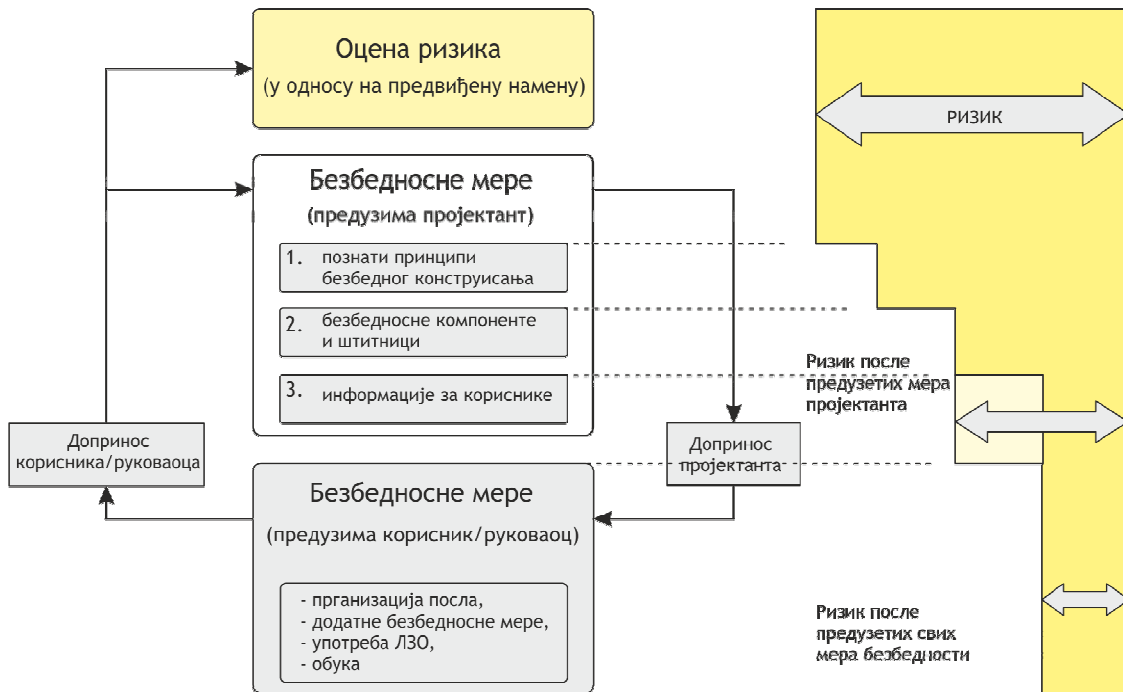 Оцена ризика
(у односу на предвиђену намену)
Безбедносне мере
(предузима пројектант)
1. познати принципи
безбедног конструисања
2. безбедносне компоненте
и штитници
3. информације за кориснике
Допринос
корисника/руковаоца
Допринос
пројектанта
Безбедносне мере
(предузима корисник/руковаоц)
- прганизација посла,
- додатне безбедносне мере,
- употреба ЛЗО,
- обука
РИЗИК
Ризик после
предузетих мера
пројектанта
Ризик после
предузетих свих
мера безбедности